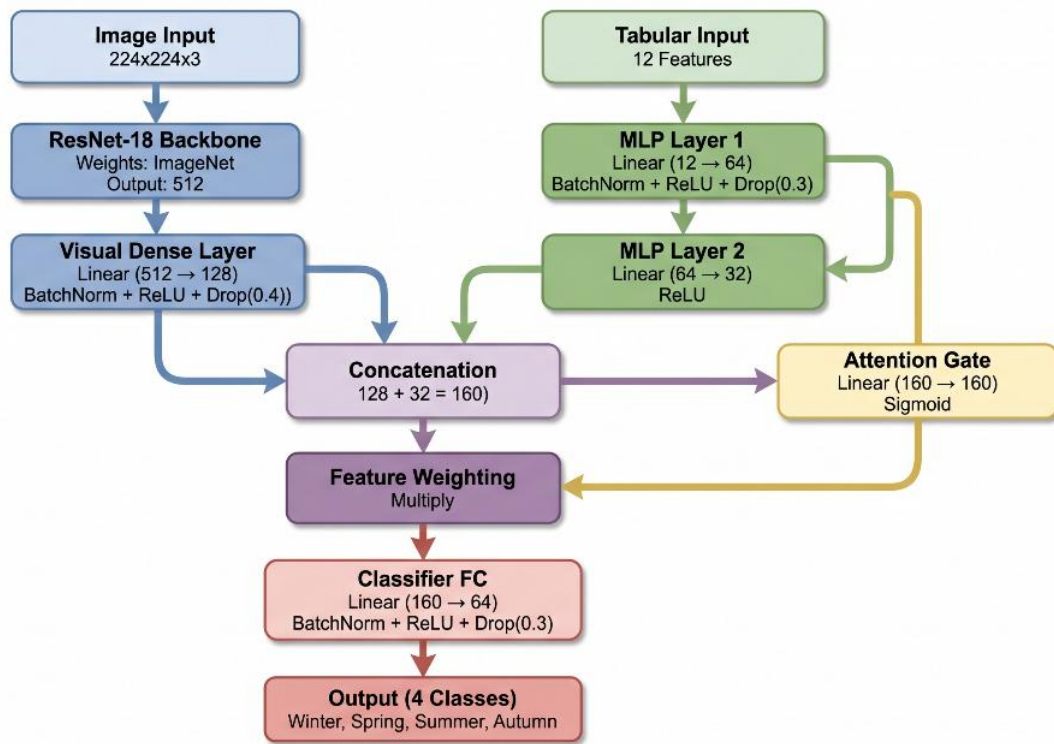 Image Input
224x224x3
Tabular Input
12 Features
ResNet-18 Backbone
Weights: ImageNet
Output: 512
MLP Layer 1
Linear (12 → 64)
BatchNorm + ReLU + Drop(0.3)
Visual Dense Layer
Linear (512 → 128)
BatchNorm + ReLU + Drop(0.4))
MLP Layer 2
Linear (64 → 32)
ReLU
Concatenation
128 + 32 = 160)
Attention Gate
Linear (160 → 160)
Sigmoid
Feature Weighting
Multiply
Classifier FC
Linear (160 → 64)
BatchNorm + ReLU + Drop(0.3)
Output (4 Classes)
Winter, Spring, Summer, Autumn